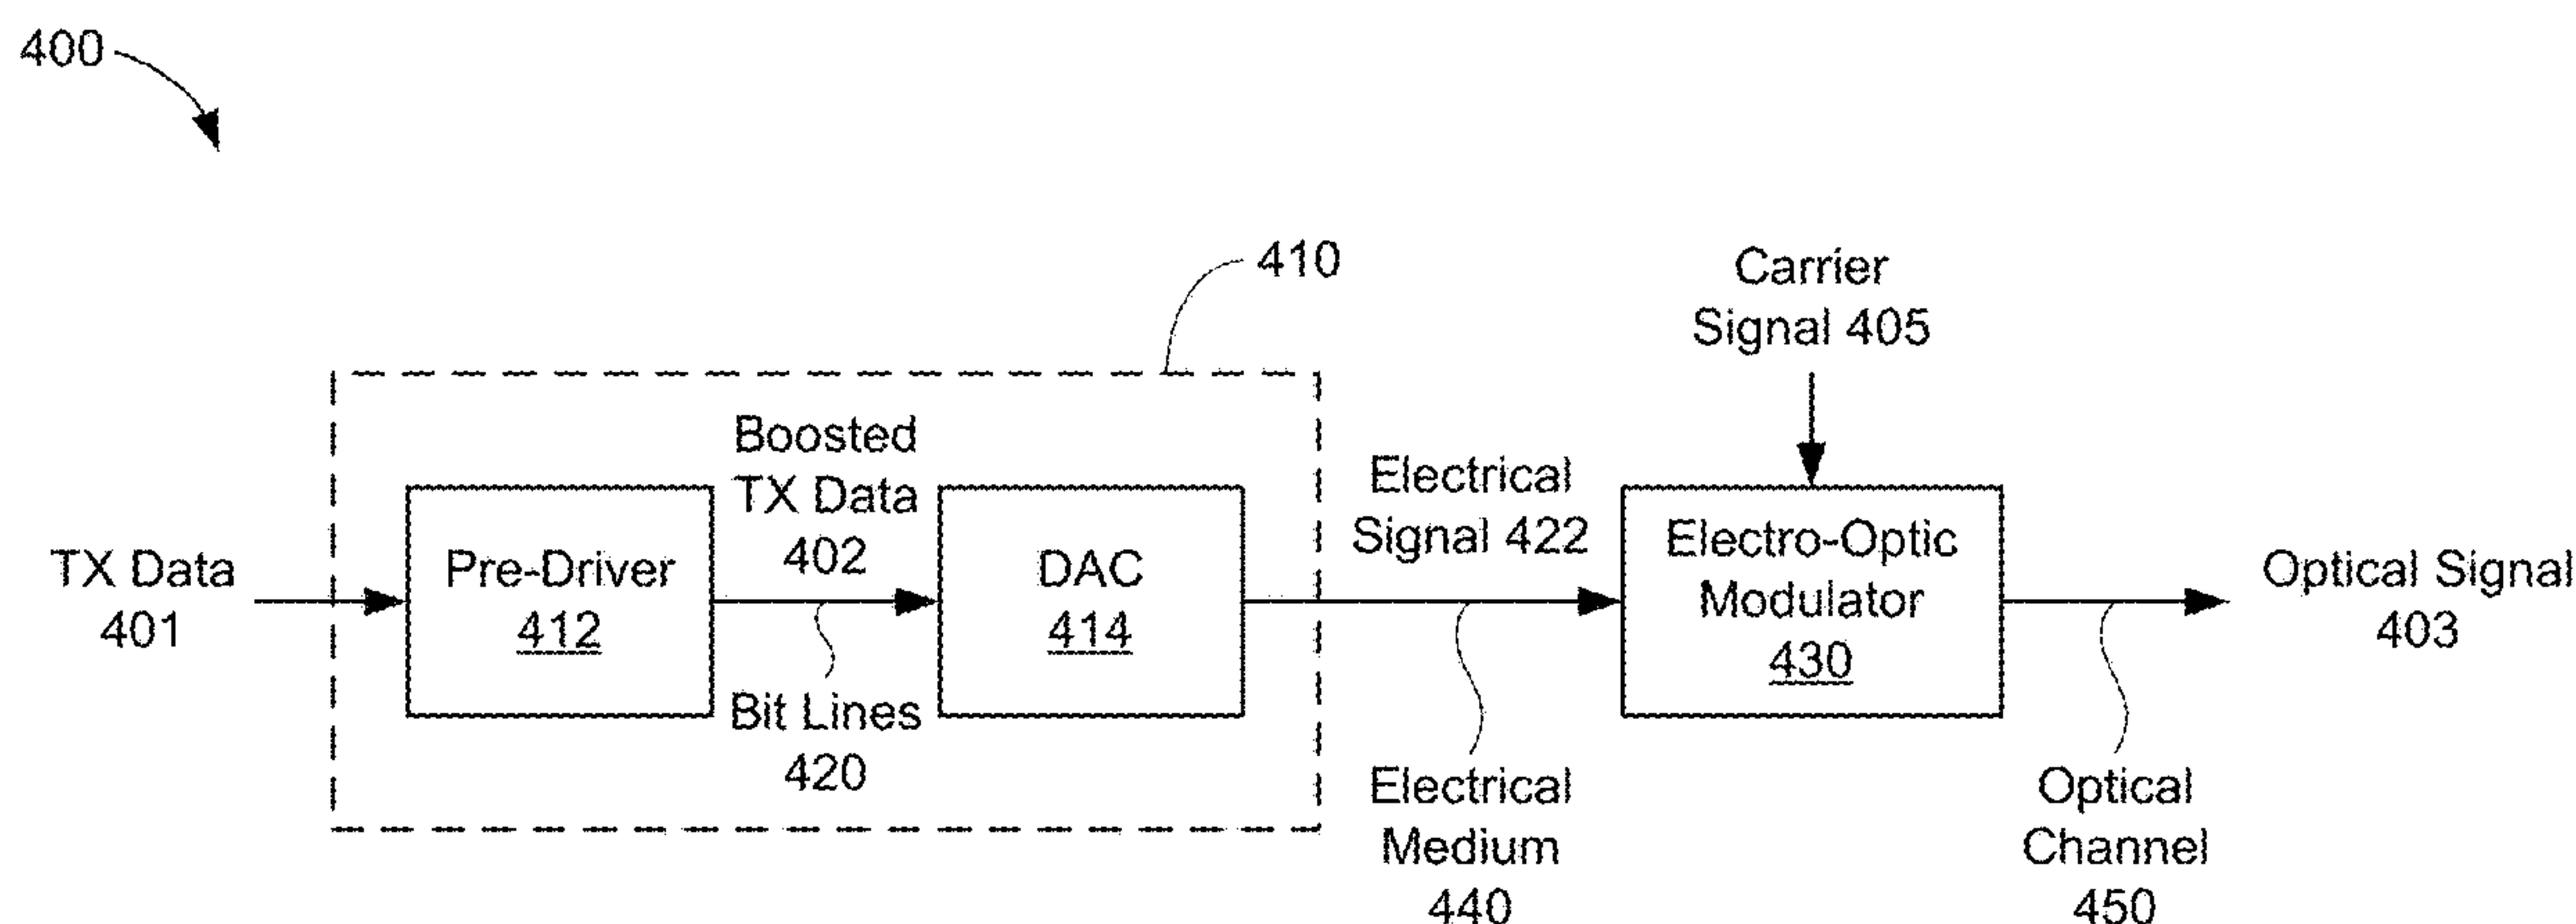 400
410
Carrier
Signal 405
Boosted
TX Data
402
Electrical
Signal 422
TX Data
401
Pre-Driver
412
DAC
414
Electro-Optic
Modulator
430
Optical Signal
403
Bit Lines
420
Electrical
Medium
440
Optical
Channel
450